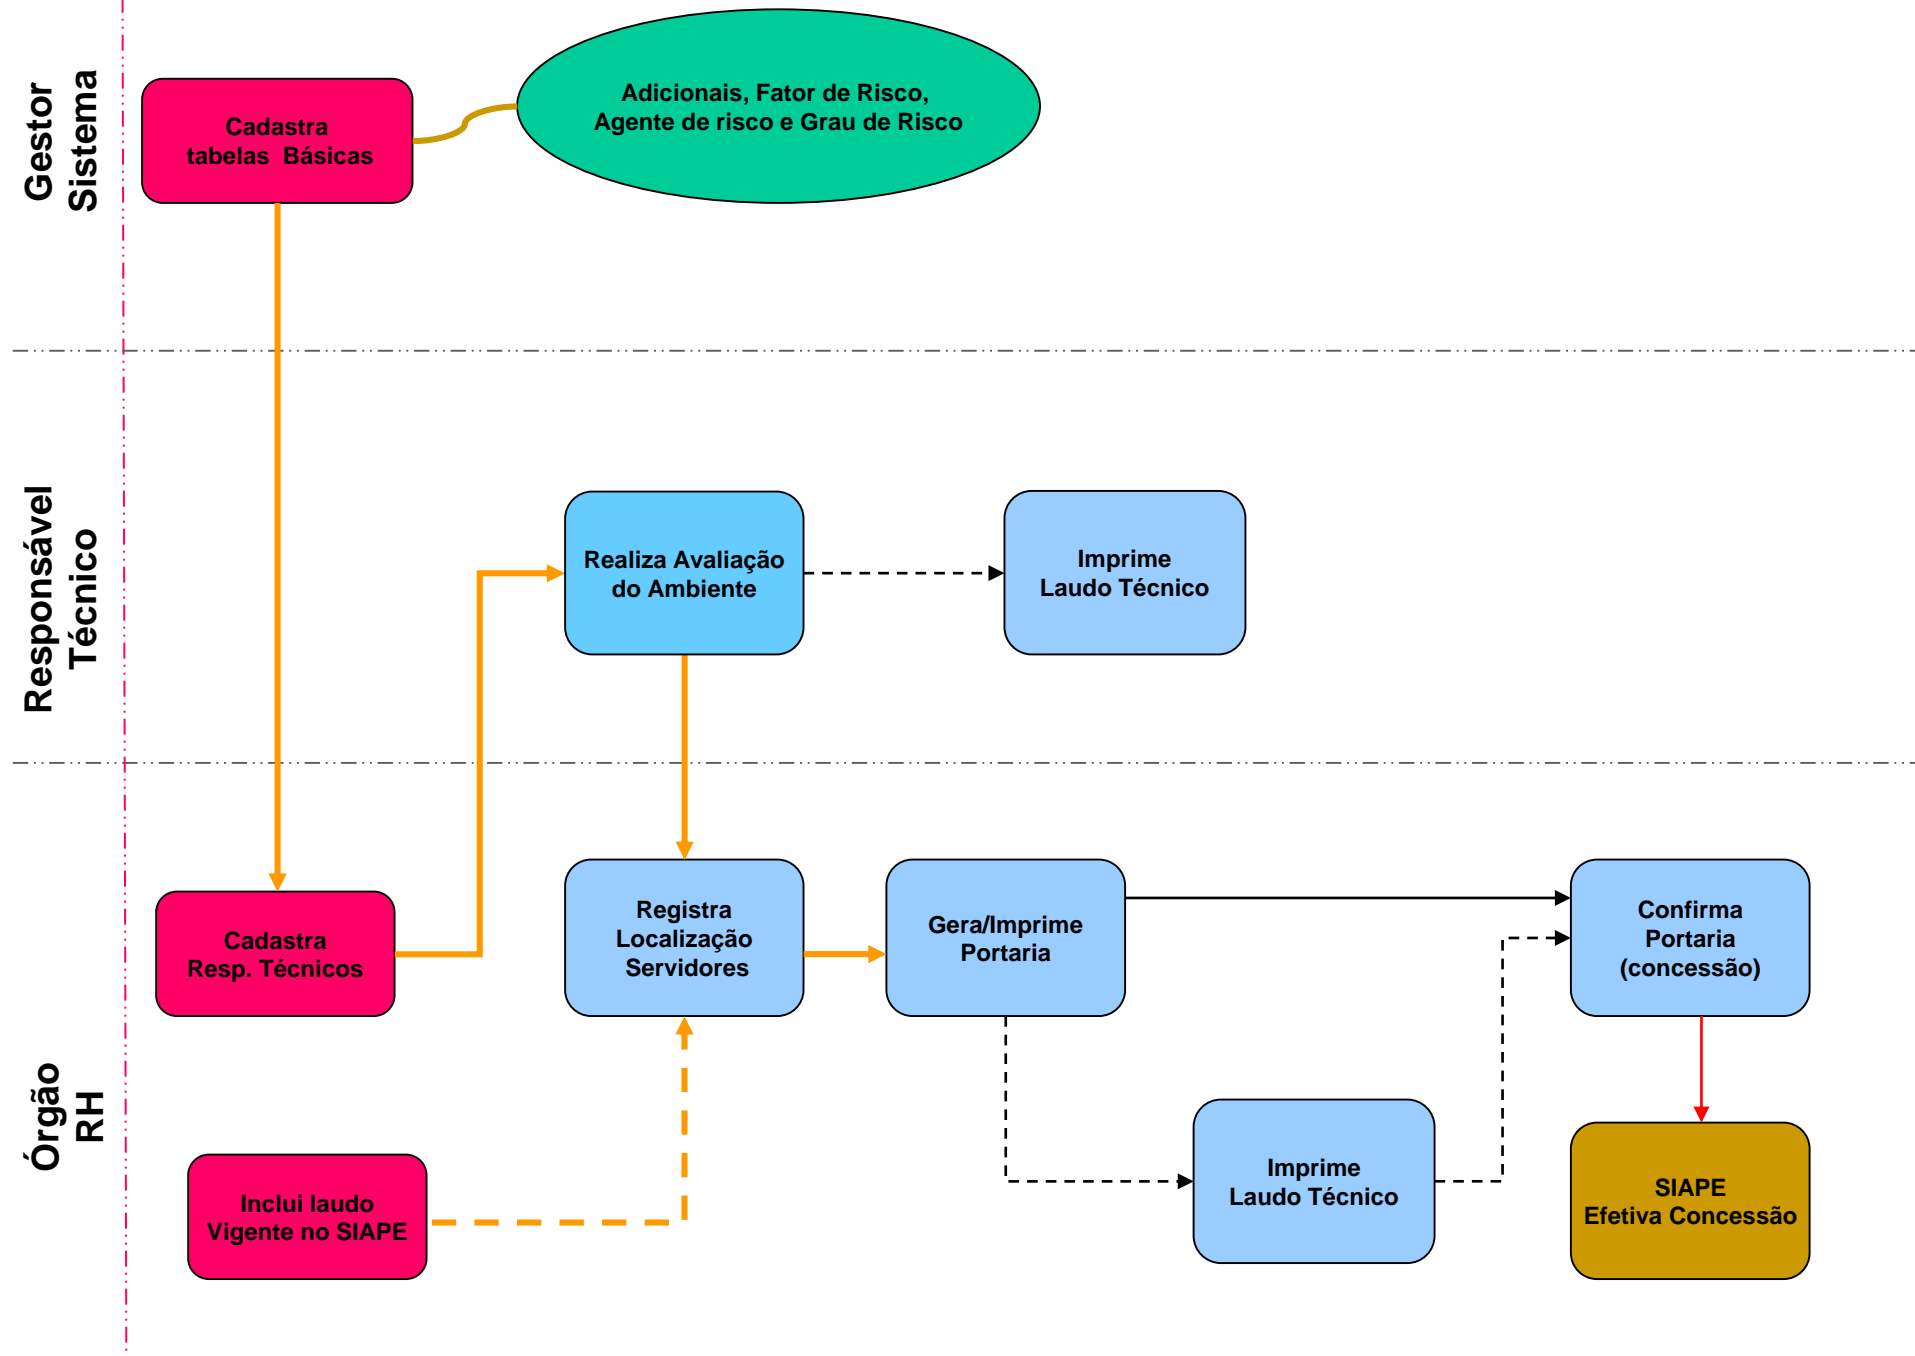 Gestor
Sistema
Cadastra
tabelas  Básicas
Adicionais, Fator de Risco,
Agente de risco e Grau de Risco
Responsável
Técnico
Realiza Avaliação
do Ambiente
Imprime
Laudo Técnico
Órgão
RH
Cadastra
Resp. Técnicos
Registra
Localização
Servidores
Gera/Imprime
Portaria
Confirma
Portaria
(concessão)
Inclui laudo
Vigente no SIAPE
Imprime
Laudo Técnico
SIAPE
Efetiva Concessão